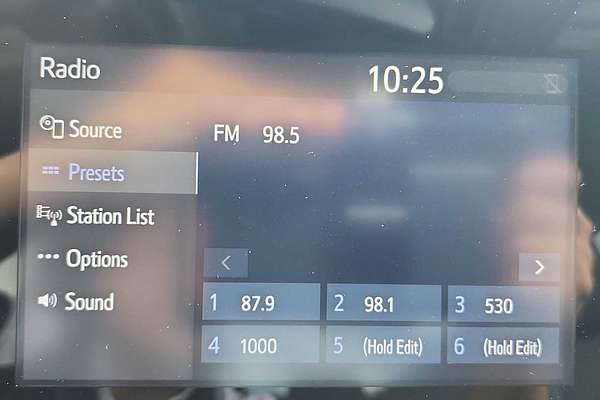 Radio 10:25
Source
FM 98.5
Presets
Station List
Options
< >
Sound
1 87.9 2 98.1 3 530
4 1000 5 (Hold Edit) 6 (Hold Edit)